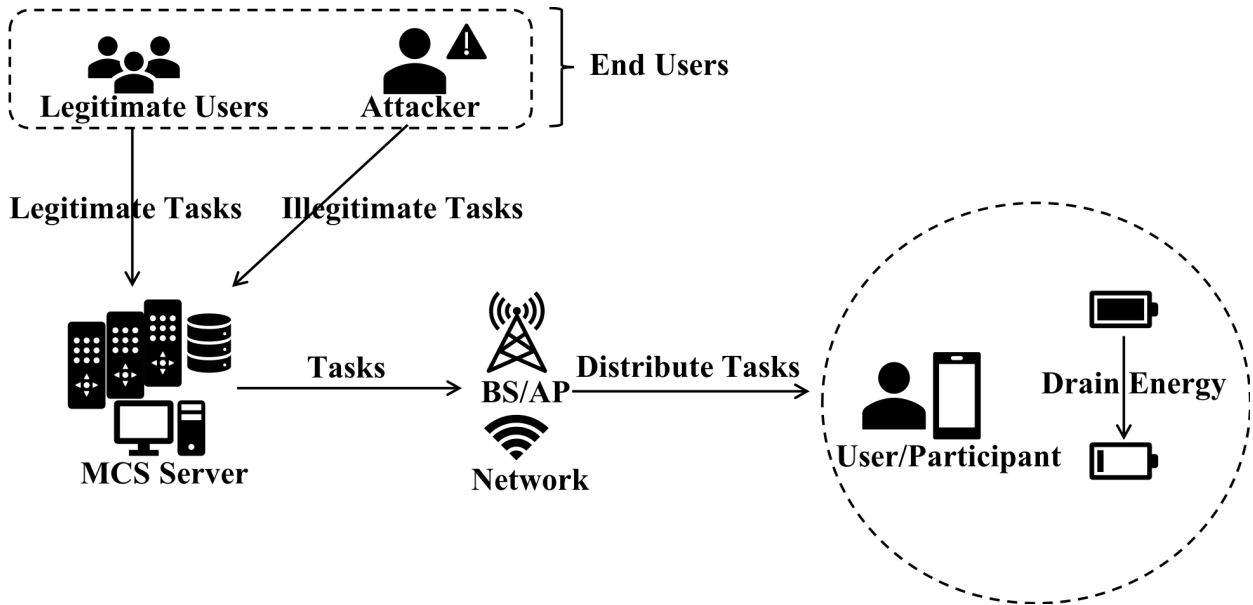 End Users
Legitimate Users
Attacker
Legitimate Tasks
Illegitimate Tasks
Tasks
BS/AP
Distribute Tasks
Drain Energy
User/Participant
MCS Server
Network